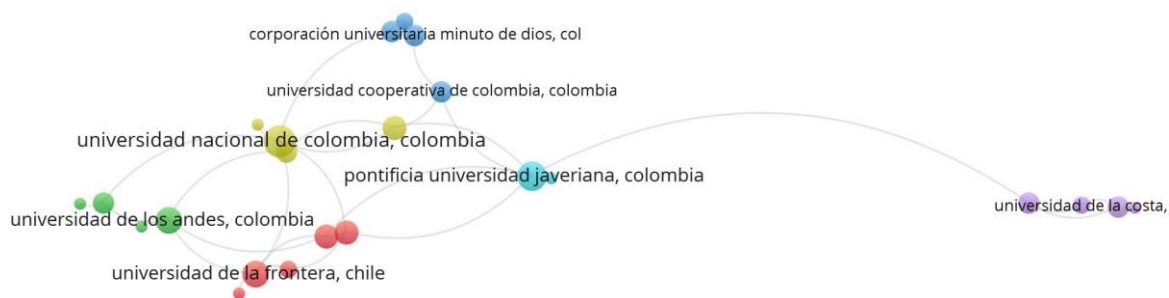 corporación universitaria minuto de dios, col
universidad cooperativa de colombia, colombia
universidad nacional de colombia, colombia
pontificia universidad javeriana, colombia
universidad de la costa,
universidad de los andes, colombia
universidad de la frontera, chile